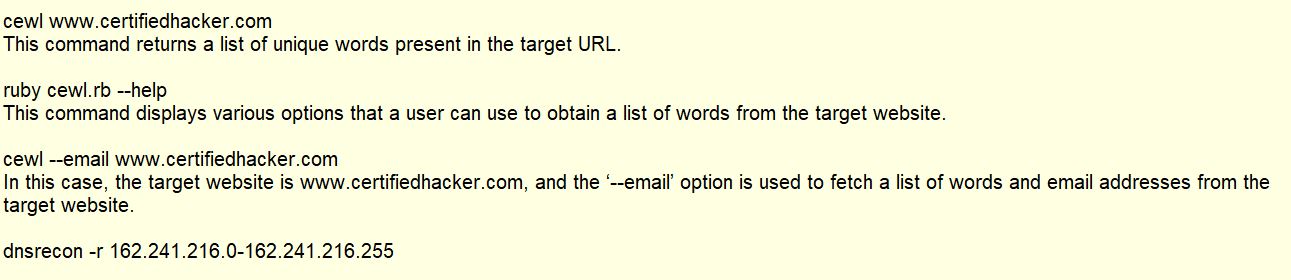 cewl www.certifiedhacker.com
This command returns a list of unique words present in the target URL.
ruby cewl.rb --help
This command displays various options that a user can use to obtain a list of words from the target website.
cewl --email www.certifiedhacker.com
In this case, the target website is www.certifiedhacker.com, and the ‘--email’ option is used to fetch a list of words and email addresses from the
target website.
dnsrecon -r 162.241.216.0-162.241.216.255